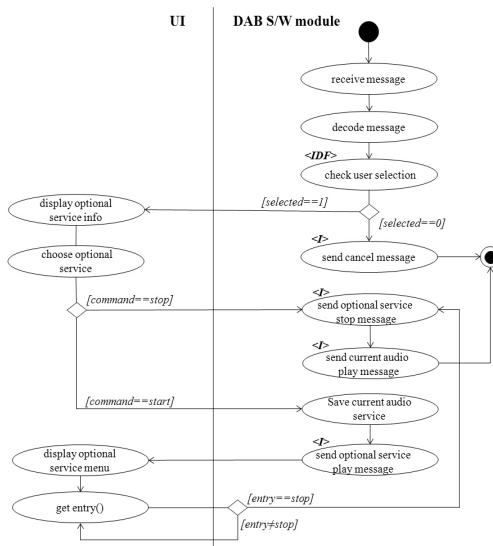 UI
DAB S/W module
receive message
decode message
<IDF>
check user selection
[selected==1]
[selected==0]
display optional
service info
<I>
send cancel message
choose optional
service
[command==stop]
<I>
send optional service
stop message
<I>
send current audio
play message
[command==start]
Save current audio
service
<I>
send optional service
play message
display optional
service menu
get entry()
[entry==stop]
[entry≠stop]